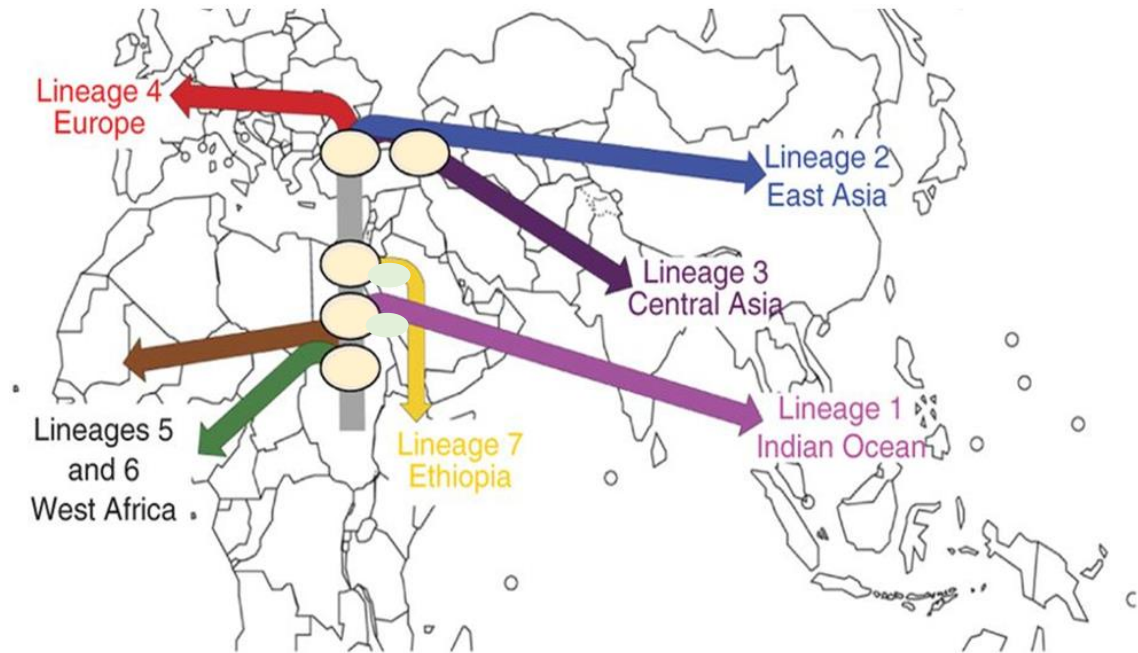 Lineage 4
Europe
Lineage 2
East Asia
Lineage 3
Central Asia
Lineage 1
Indian Ocean
Lineages 5
and 6
West Africa
Lineage 7
Ethiopia